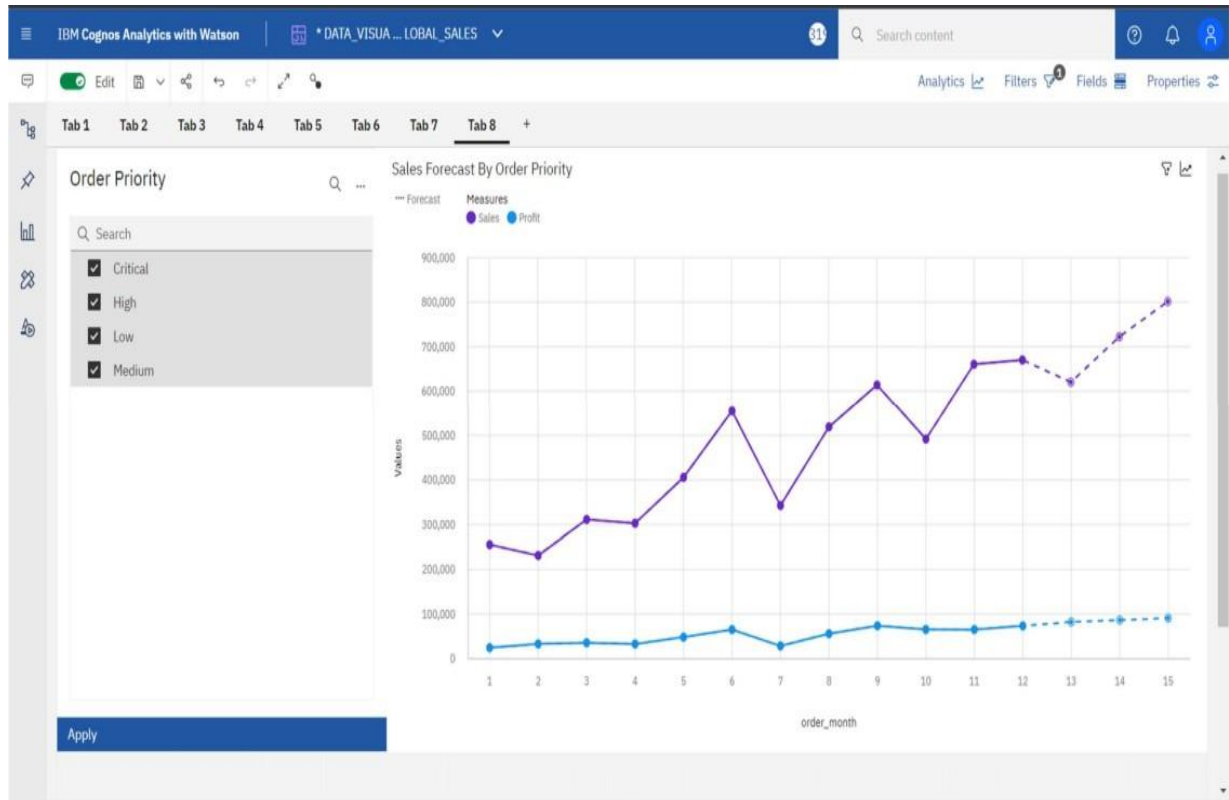 IBM Cognos Analytics with Watson
* DATA_VISUA ... LOBAL_SALES
Search content
Edit
Analytics
Filters
1
Fields
Properties
Tab 1 Tab 2 Tab 3 Tab 4 Tab 5 Tab 6 Tab 7 Tab 8 +
Order Priority
...
Search
Critical
High
Low
Medium
Apply
Sales Forecast By Order Priority
Forecast
Measures
Sales Profit
Values
900,000
800,000
700,000
600,000
500,000
400,000
300,000
200,000
100,000
0
1 2 3 4 5 6 7 8 9 10 11 12 13 14 15
order_month